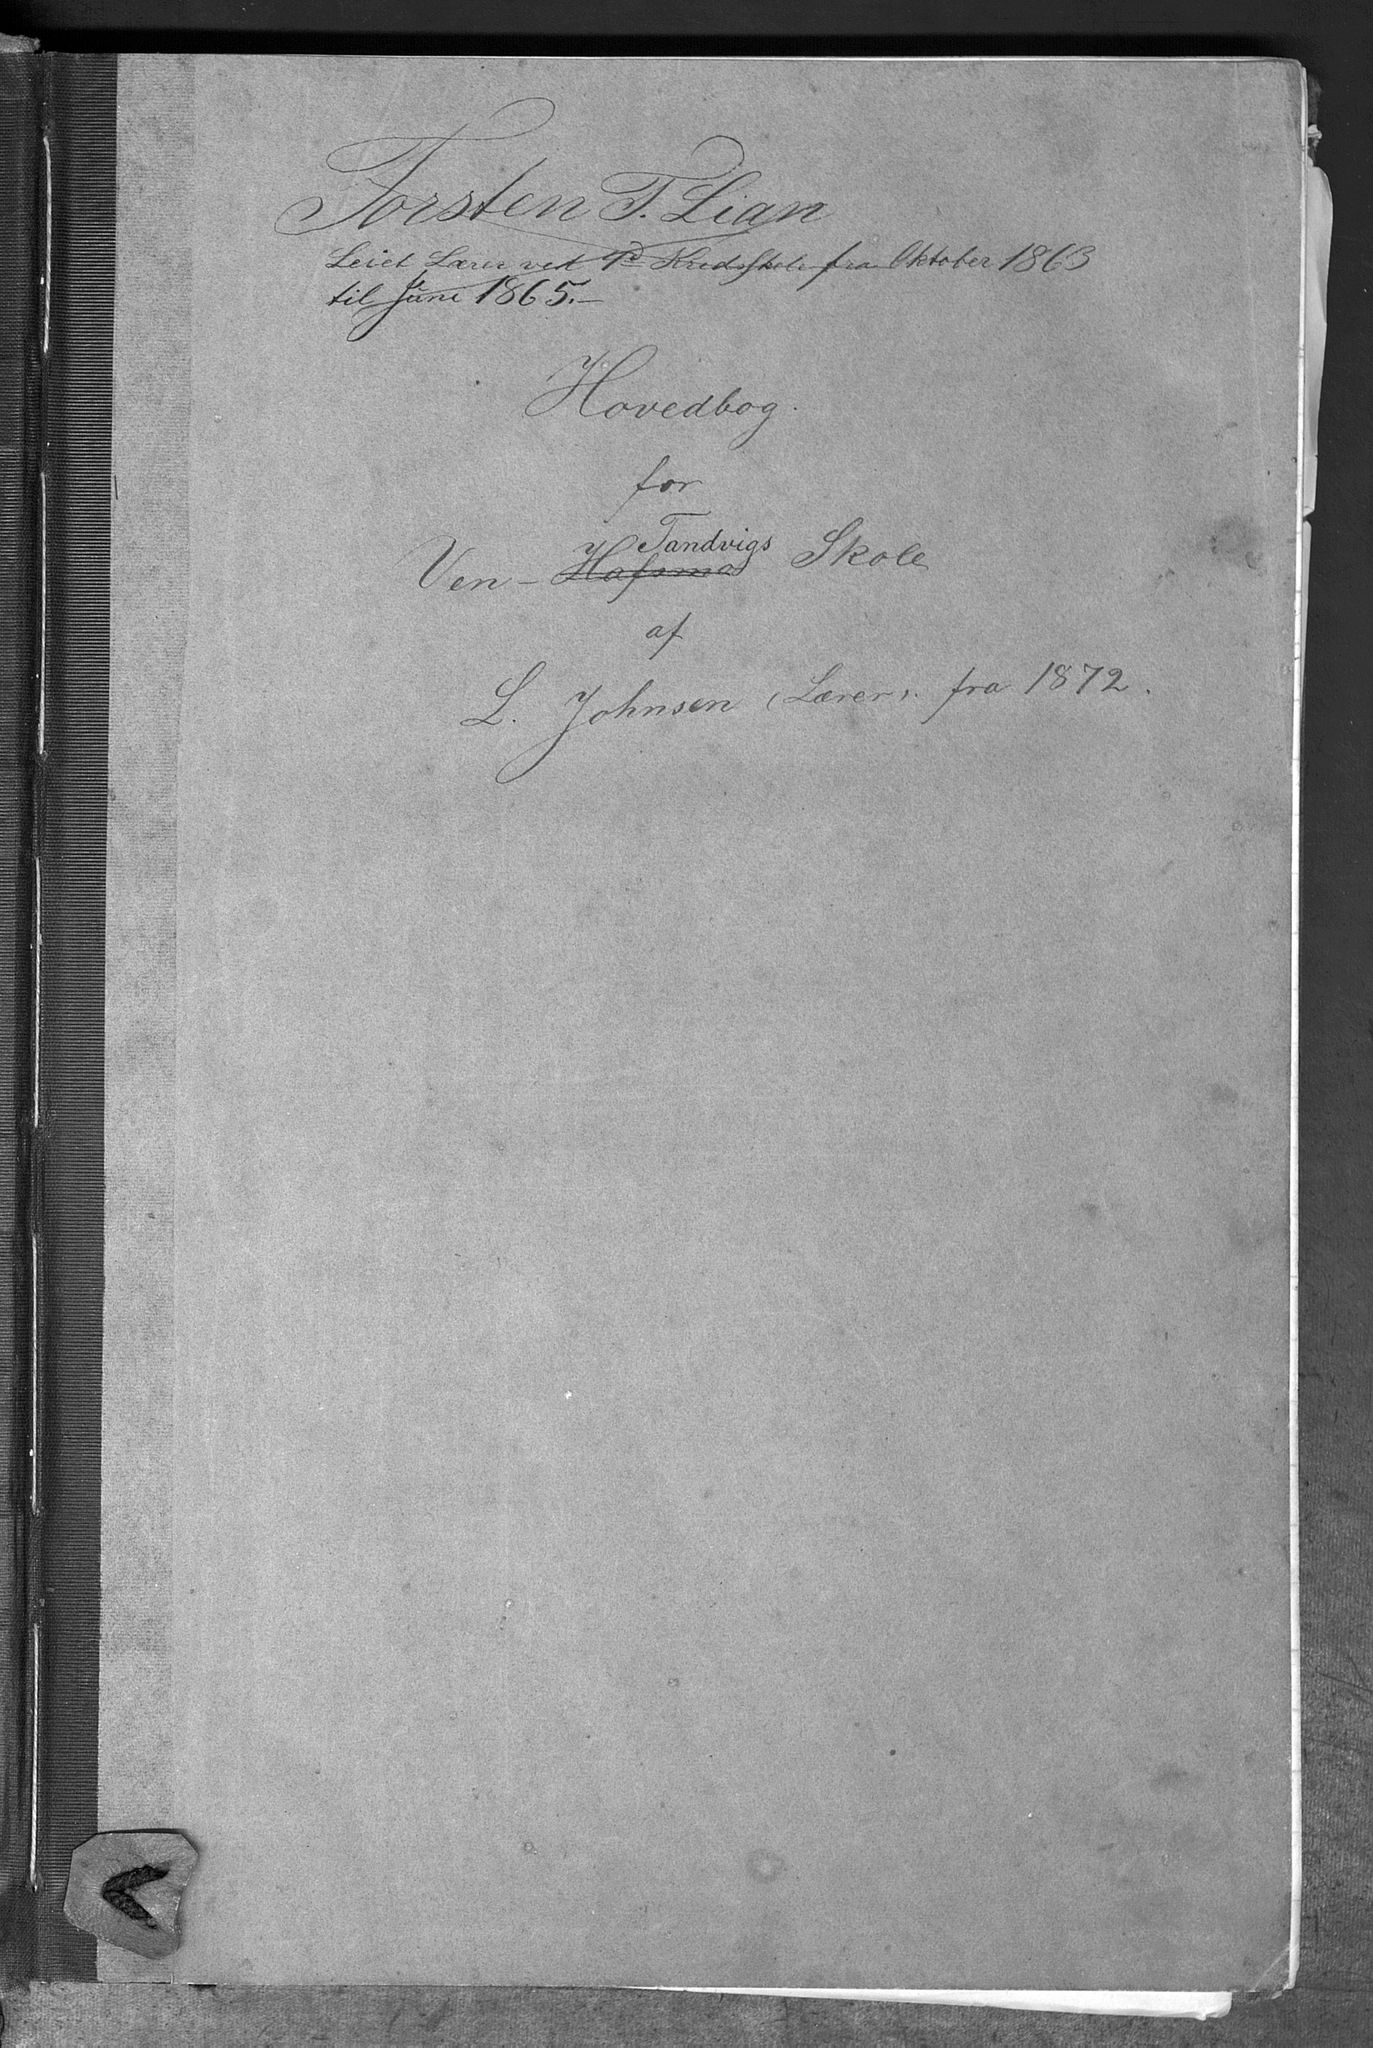 Torsten T. Lian
Leiet Lærer ved 1ste Kredsskole fra Oktober 1863
til Juni 1865.–
Hovedbog.
for
Tandvigs
Ven – Hafsmo Skole
af
L. Johnsen (Lærer). fra 1872.